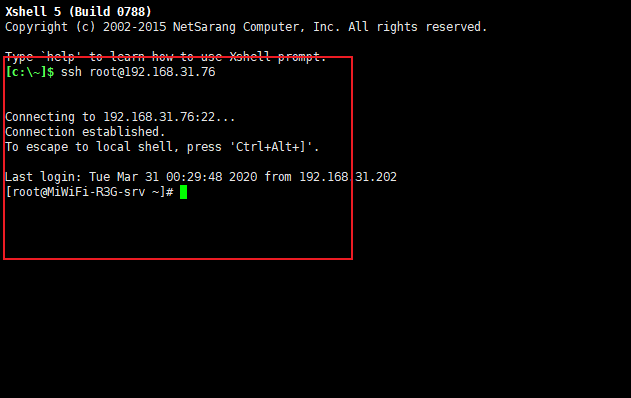 Xshell 5 (Build 0788)
Copyright (c) 2002-2015 NetSarang Computer, Inc. All rights reserved.
Type `help' to learn how to use Xshell prompt.
[c:\~]$ ssh root@192.168.31.76
Connecting to 192.168.31.76:22...
Connection established.
To escape to local shell, press 'Ctrl+Alt+]'.
Last login: Tue Mar 31 00:29:48 2020 from 192.168.31.202
[root@MiWiFi-R3G-srv ~]#